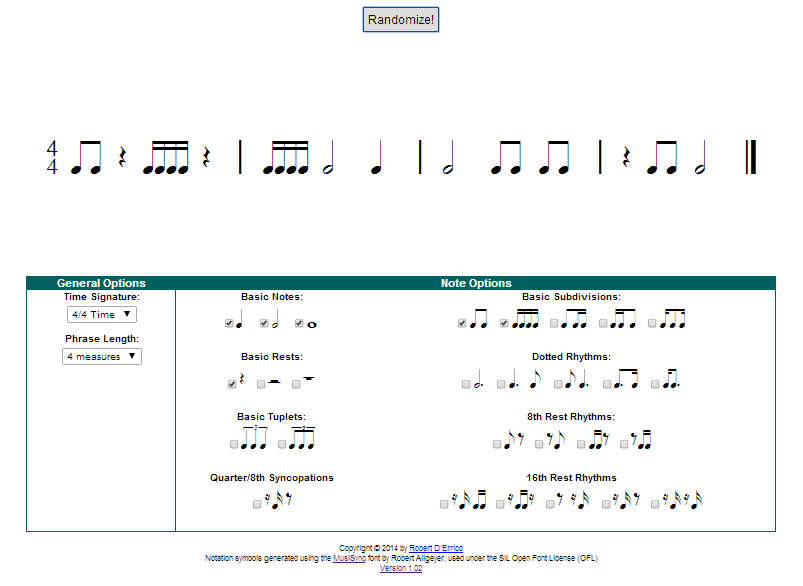 Randomize!
4
4
General Options
Note Options
Time Signature:
4/4 Time
Phrase Length:
4 measures
Basic Notes:
Basic Subdivisions:
Basic Rests:
Dotted Rhythms:
Basic Tuplets:
3
3
8th Rest Rhythms:
Quarter/8th Syncopations
16th Rest Rhythms
Copyright © 2014 by Robert D'Errico
Notation symbols generated using the MusiSync font by Robert Allgeyer, used under the SIL Open Font License (OFL)
Version 1.02